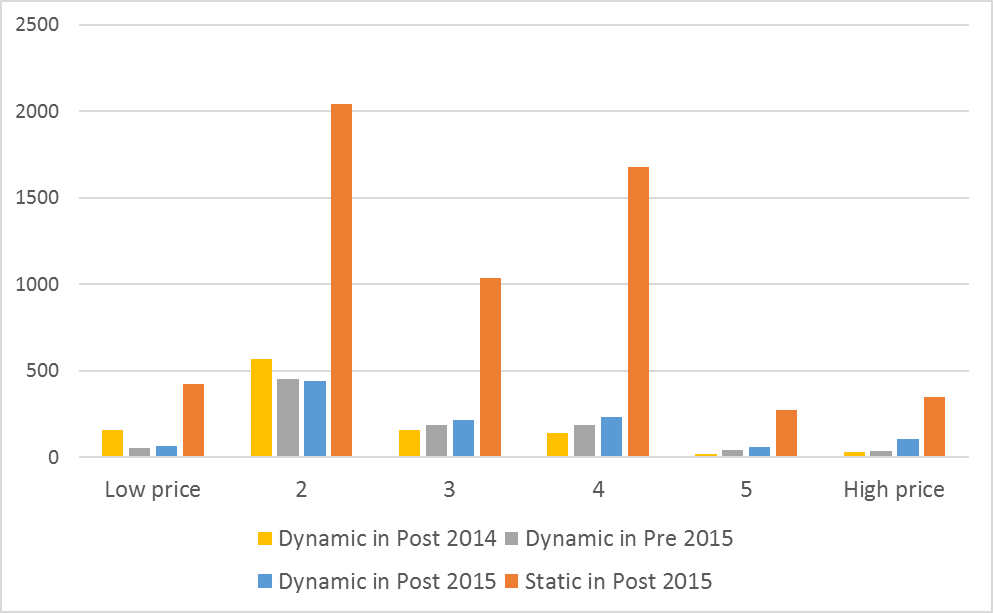 2500
2000
1500
1000
500
0
Low price 2 3 4 5 High price
Dynamic in Post 2014 Dynamic in Pre 2015
Dynamic in Post 2015 Static in Post 2015